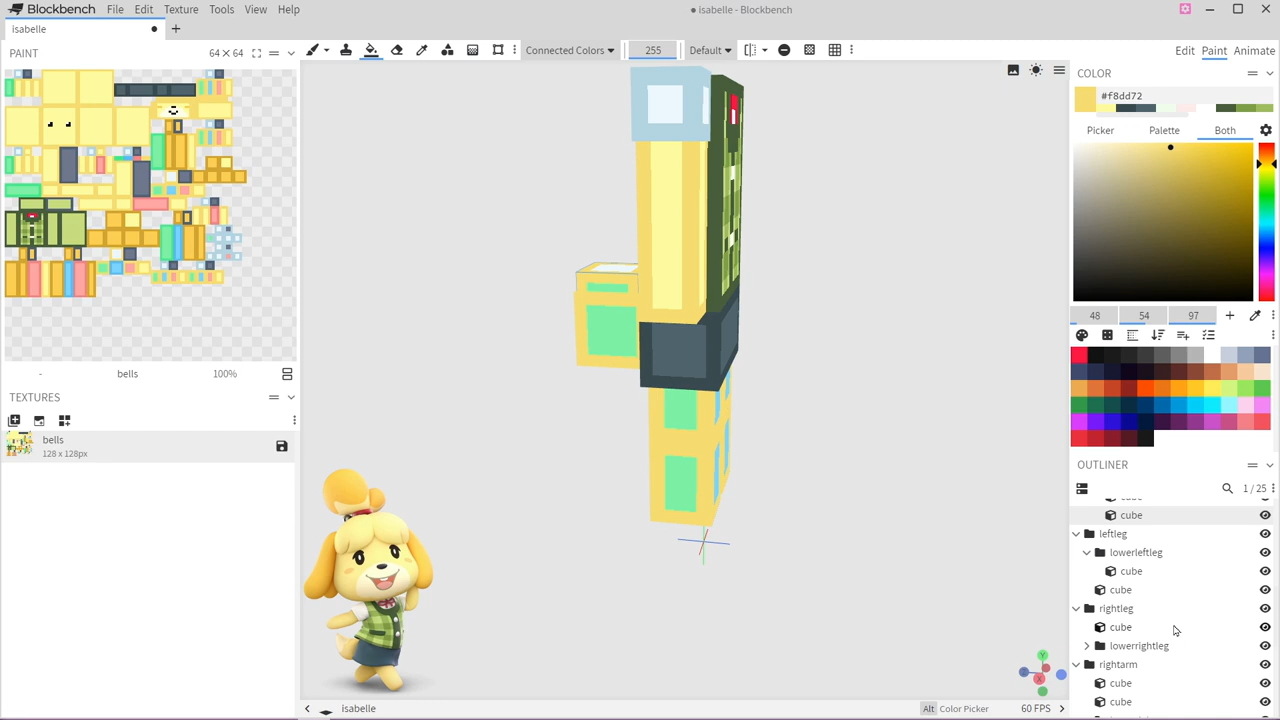 Blockbench File Edit Texture Tools View Help
isabelle - Blockbench
isabelle
PAINT 64 × 64
Connected Colors 255 Default
Edit Paint Animate
COLOR
#f8dd72
Picker Palette Both
48 54 97
- bells 100%
TEXTURES
bells
128 x 128px
OUTLINER
1 / 25
cube
leftleg
lowerleftleg
cube
cube
rightleg
cube
lowerrightleg
rightarm
cube
cube
isabelle
Alt Color Picker 60 FPS